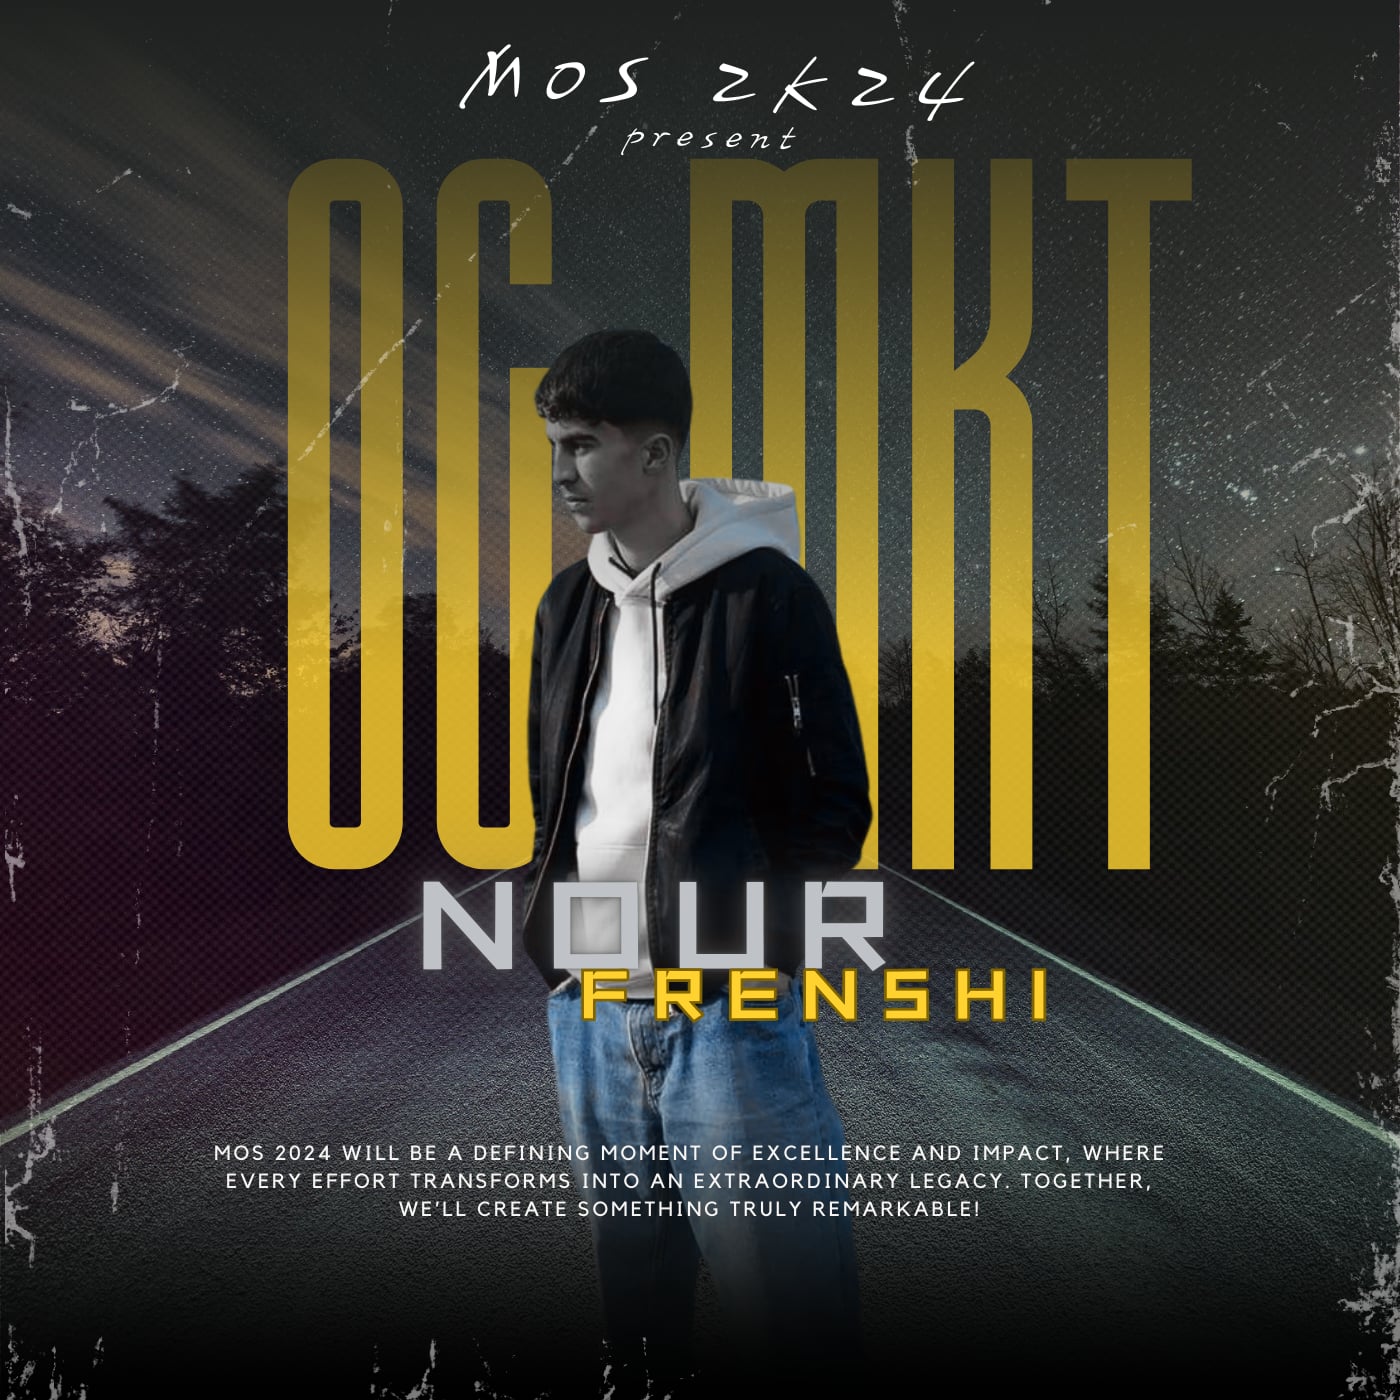 MOS 2K24
present
OC MKT
NOUR
FRENSHI
MOS 2024 WILL BE A DEFINING MOMENT OF EXCELLENCE AND IMPACT, WHERE
EVERY EFFORT TRANSFORMS INTO AN EXTRAORDINARY LEGACY. TOGETHER,
WE'LL CREATE SOMETHING TRULY REMARKABLE!